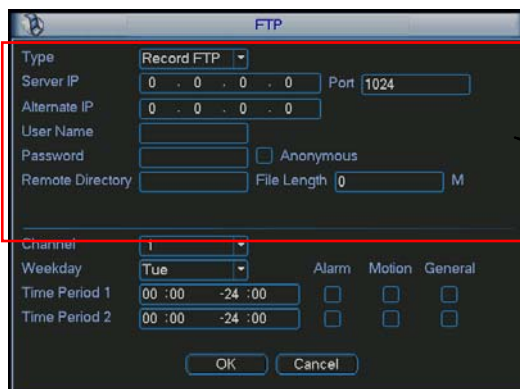 FTP
Type Record FTP
Server IP 0 . 0 . 0 . 0 Port 1024
Alternate IP 0 . 0 . 0 . 0
User Name
Password Anonymous
Remote Directory File Length 0 M
Channel 1
Weekday Tue Alarm Motion General
Time Period 1 00 :00 -24 :00
Time Period 2 00 :00 -24 :00
OK Cancel